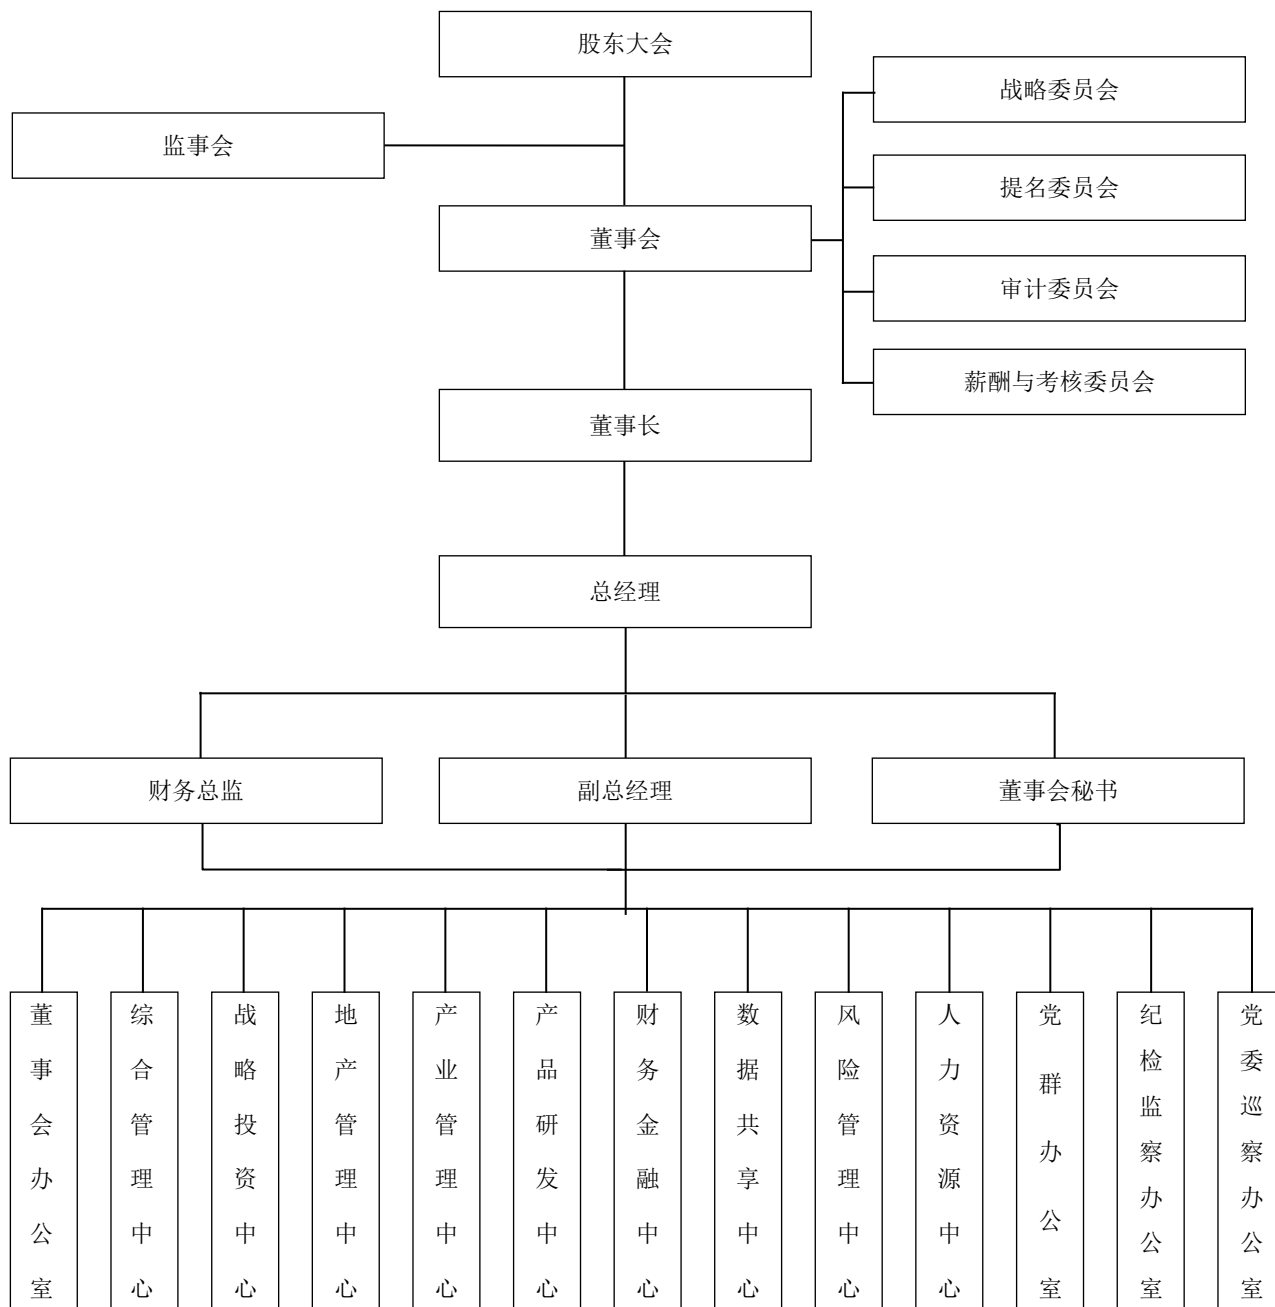 股东大会
战略委员会
监事会
提名委员会
董事会
审计委员会
薪酬与考核委员会
董事长
总经理
财务总监
副总经理
董事会秘书
董事会办公室
综合管理中心
战略投资中心
地产管理中心
产业管理中心
产品研发中心
财务金融中心
数据共享中心
风险管理中心
人力资源中心
党群办公室
纪检监察办公室
党委巡察办公室